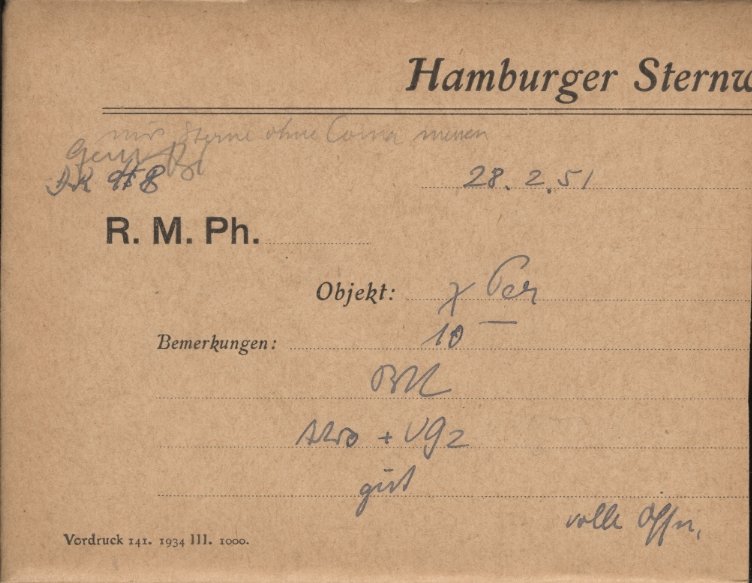 Hamburger Sternw
nur Sterne ohne Coma messen
28. 2. 51
R. M. Ph.
Objekt: χ Per
Bemerkungen: 10
gut
volle Öffn.
Vordruck 141. 1934 III. 1000.